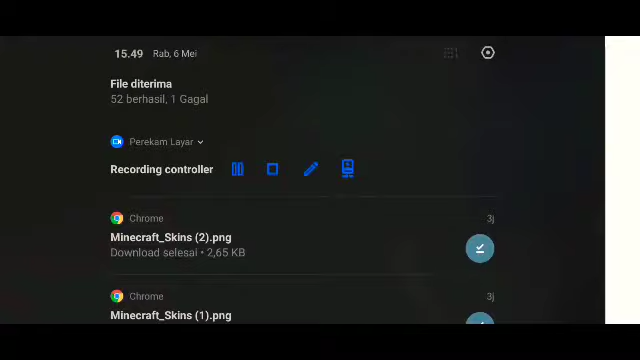 15.49 Rab, 6 Mei
File diterima
52 berhasil, 1 Gagal
Perekam Layar
Recording controller
Chrome 3j
Minecraft_Skins (2).png
Download selesai • 2,65 KB
Chrome 3j
Minecraft_Skins (1).png